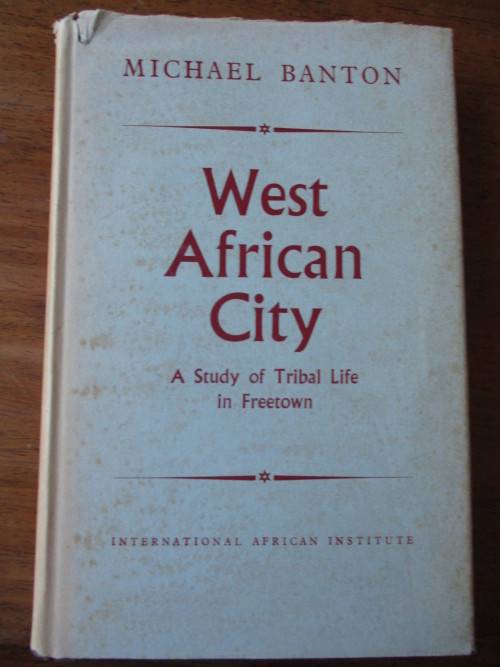 MICHAEL BANTON
West
African
City
A Study of Tribal Life
in Freetown
INTERNATIONAL AFRICAN INSTITUTE